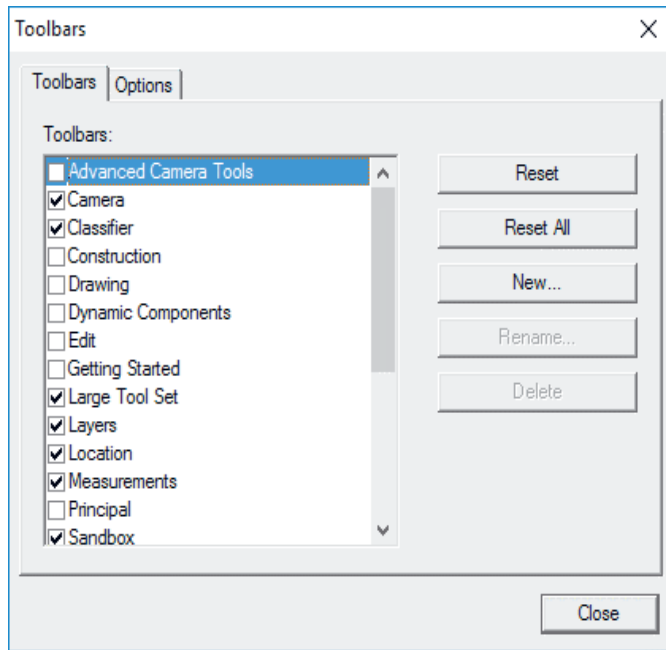 Toolbars
Toolbars
Options
Toolbars:
Advanced Camera Tools
Camera
Classifier
Construction
Drawing
Dynamic Components
Edit
Getting Started
Large Tool Set
Layers
Location
Measurements
Principal
Sandbox
Reset
Reset All
New...
Rename...
Delete
Close